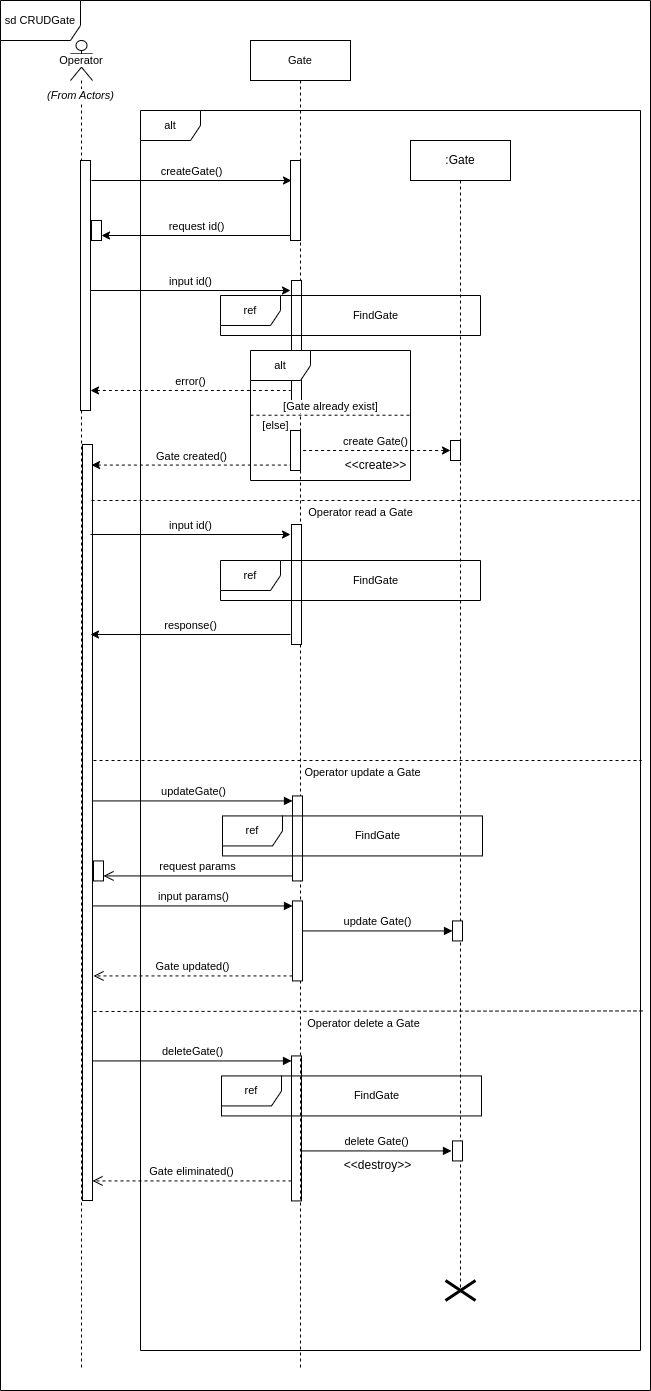 sd CRUDGate
Operator
(From Actors)
Gate
alt
:Gate
createGate()
request id()
input id()
ref
FindGate
alt
error()
[Gate already exist]
[else]
create Gate()
Gate created()
<<create>>
Operator read a Gate
input id()
ref
FindGate
response()
Operator update a Gate
updateGate()
ref
FindGate
request params
input params()
update Gate()
Gate updated()
Operator delete a Gate
deleteGate()
ref
FindGate
delete Gate()
<<destroy>>
Gate eliminated()